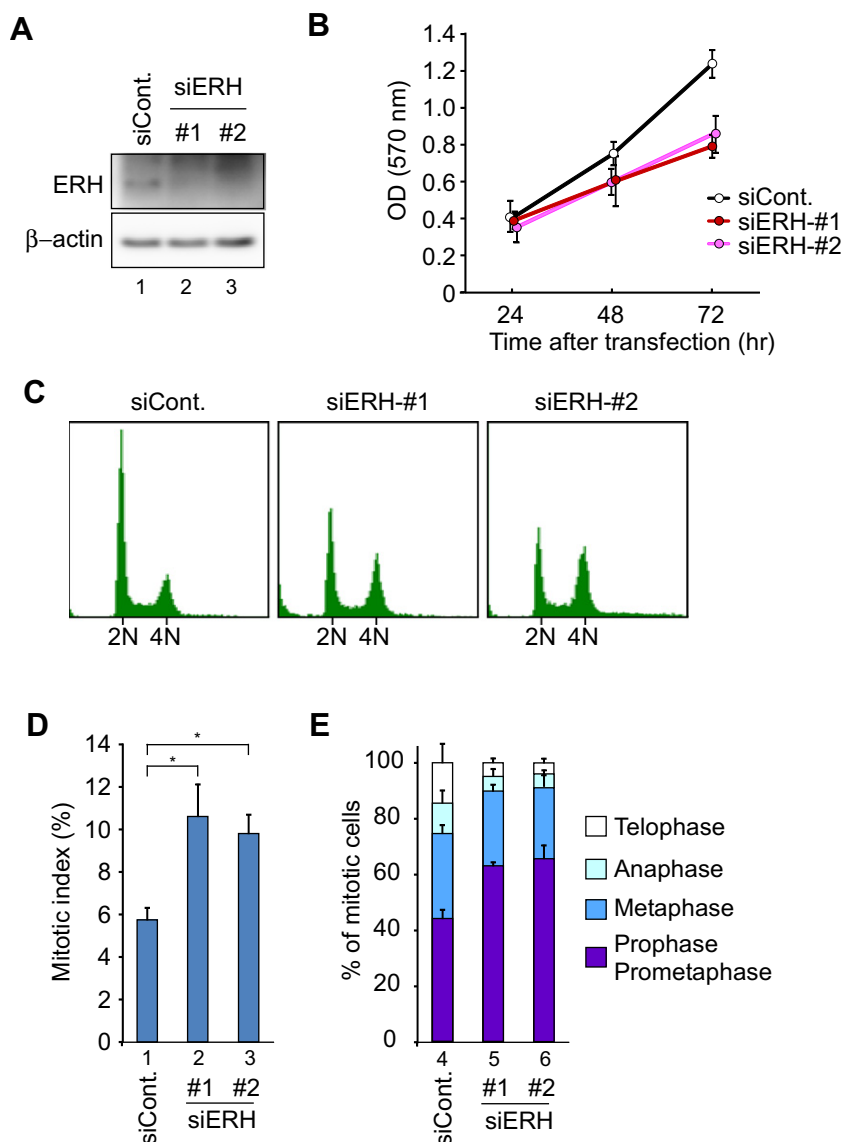 A
siCont.
siERH
#1 #2
ERH
β–actin
1 2 3
B
1.4
1.2
1.0
0.8
0.6
0.4
0.2
0
OD (570 nm)
24 48 72
Time after transfection (hr)
siCont.
siERH-#1
siERH-#2
C
siCont. siERH-#1 siERH-#2
2N 4N 2N 4N 2N 4N
D
14
12
10
8
6
4
2
0
Mitotic index (%)
*
*
1 2 3
siCont.
#1 #2
siERH
E
100
80
60
40
20
0
% of mitotic cells
4 5 6
siCont.
#1 #2
siERH
Telophase
Anaphase
Metaphase
Prophase
Prometaphase